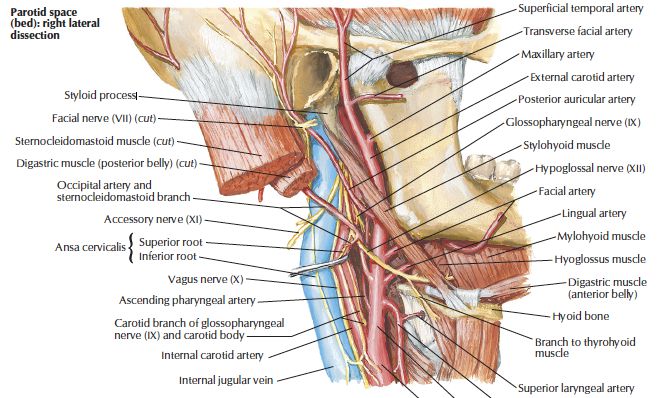 Parotid space
(bed): right lateral
dissection
Styloid process
Facial nerve (VII) (cut)
Sternocleidomastoid muscle (cut)
Digastric muscle (posterior belly) (cut)
Occipital artery and
sternocleidomastoid branch
Accessory nerve (XI)
Ansa cervicalis { Superior root
Inferior root
Vagus nerve (X)
Ascending pharyngeal artery
Carotid branch of glossopharyngeal
nerve (IX) and carotid body
Internal carotid artery
Internal jugular vein
Superficial temporal artery
Transverse facial artery
Maxillary artery
External carotid artery
Posterior auricular artery
Glossopharyngeal nerve (IX)
Stylohyoid muscle
Hypoglossal nerve (XII)
Facial artery
Lingual artery
Mylohyoid muscle
Hyoglossus muscle
Digastric muscle
(anterior belly)
Hyoid bone
Branch to thyrohyoid
muscle
Superior laryngeal artery